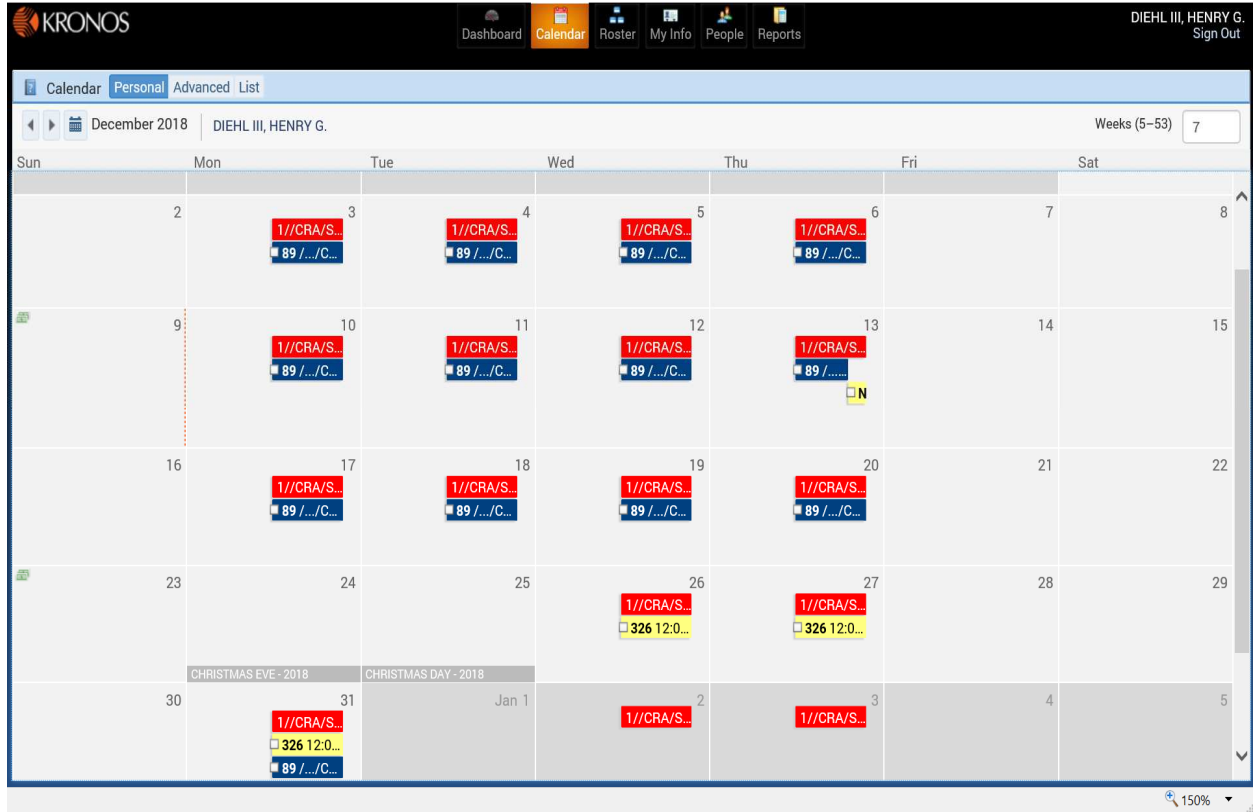 KRONOS
Dashboard Calendar Roster My Info People Reports
DIEHL III, HENRY G.
Sign Out
Calendar Personal Advanced List
December 2018 DIEHL III, HENRY G. Weeks (5–53) 7
Sun Mon Tue Wed Thu Fri Sat
2 3 4 5 6 7 8
1//CRA/S... 1//CRA/S... 1//CRA/S... 1//CRA/S...
89 /.../C... 89 /.../C... 89 /.../C... 89 /.../C...
9 10 11 12 13 14 15
1//CRA/S... 1//CRA/S... 1//CRA/S... 1//CRA/S...
89 /.../C... 89 /.../C... 89 /.../C... 89 /......
N
16 17 18 19 20 21 22
1//CRA/S... 1//CRA/S... 1//CRA/S... 1//CRA/S...
89 /.../C... 89 /.../C... 89 /.../C... 89 /.../C...
23 24 25 26 27 28 29
1//CRA/S... 1//CRA/S...
326 12:0... 326 12:0...
CHRISTMAS EVE - 2018 CHRISTMAS DAY - 2018
30 31 Jan 1 2 3 4 5
1//CRA/S... 1//CRA/S... 1//CRA/S...
326 12:0...
89 /.../C...
150%